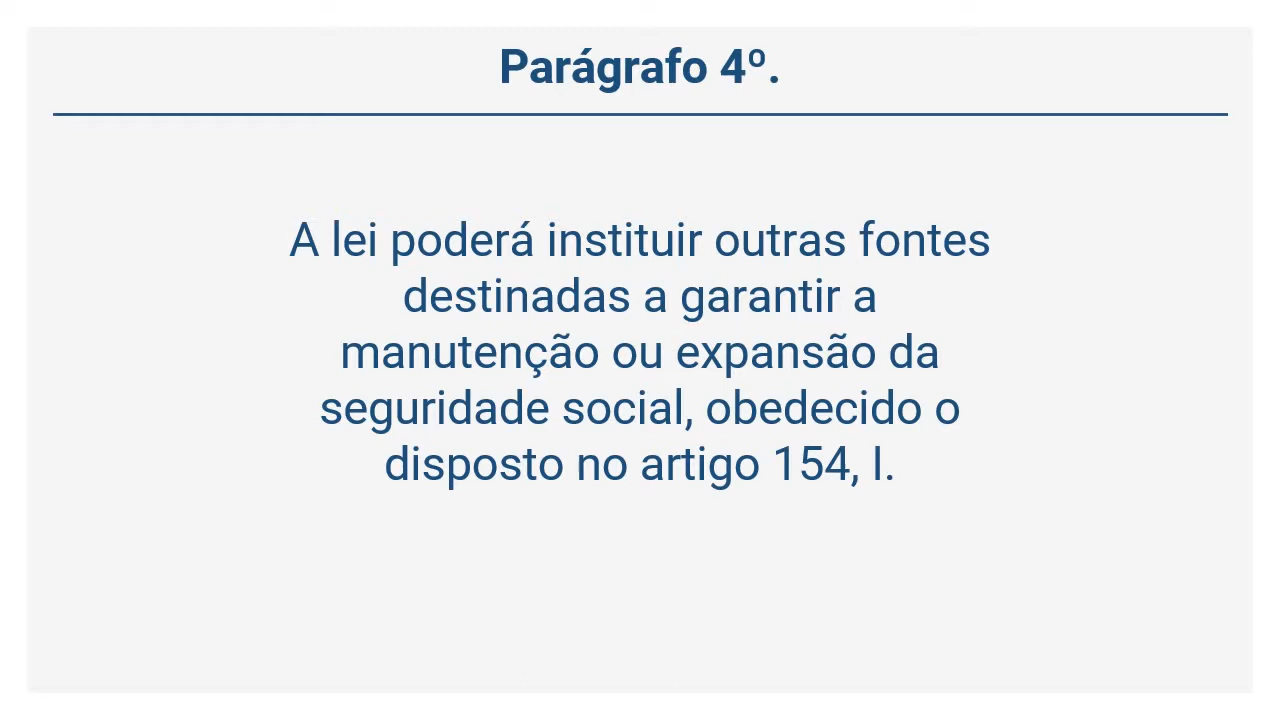 Parágrafo 4º.
A lei poderá instituir outras fontes
destinadas a garantir a
manutenção ou expansão da
seguridade social, obedecido o
disposto no artigo 154, I.